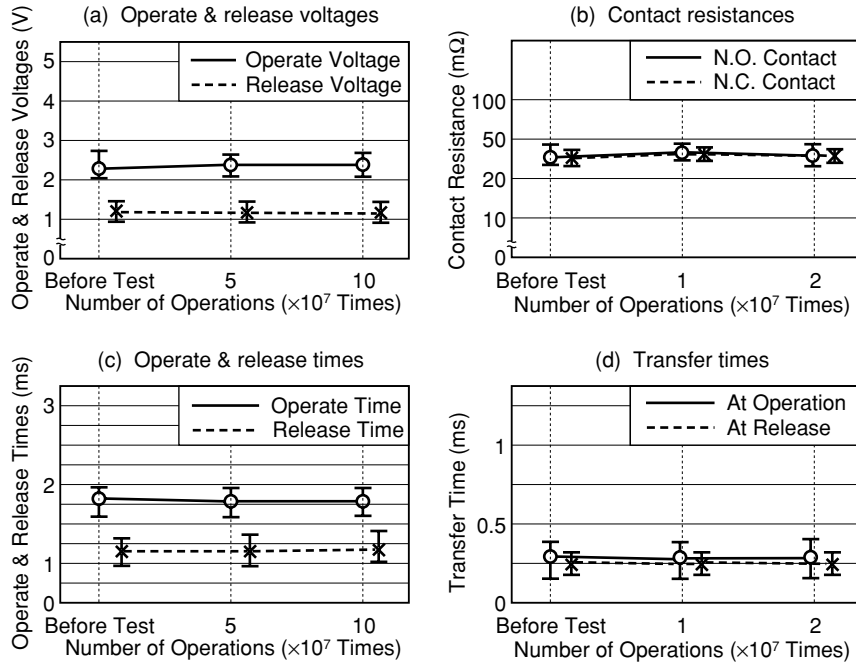 (a) Operate & release voltages
Operate & Release Voltages (V)
5
4
3
2
1
0
Operate Voltage
Release Voltage
Before Test 5 10
Number of Operations (×10⁷ Times)
(b) Contact resistances
Contact Resistance (mΩ)
100
50
20
10
0
N.O. Contact
N.C. Contact
Before Test 1 2
Number of Operations (×10⁷ Times)
(c) Operate & release times
Operate & Release Times (ms)
3
2
1
0
Operate Time
Release Time
Before Test 5 10
Number of Operations (×10⁷ Times)
(d) Transfer times
Transfer Time (ms)
1
0.5
0
At Operation
At Release
Before Test 1 2
Number of Operations (×10⁷ Times)